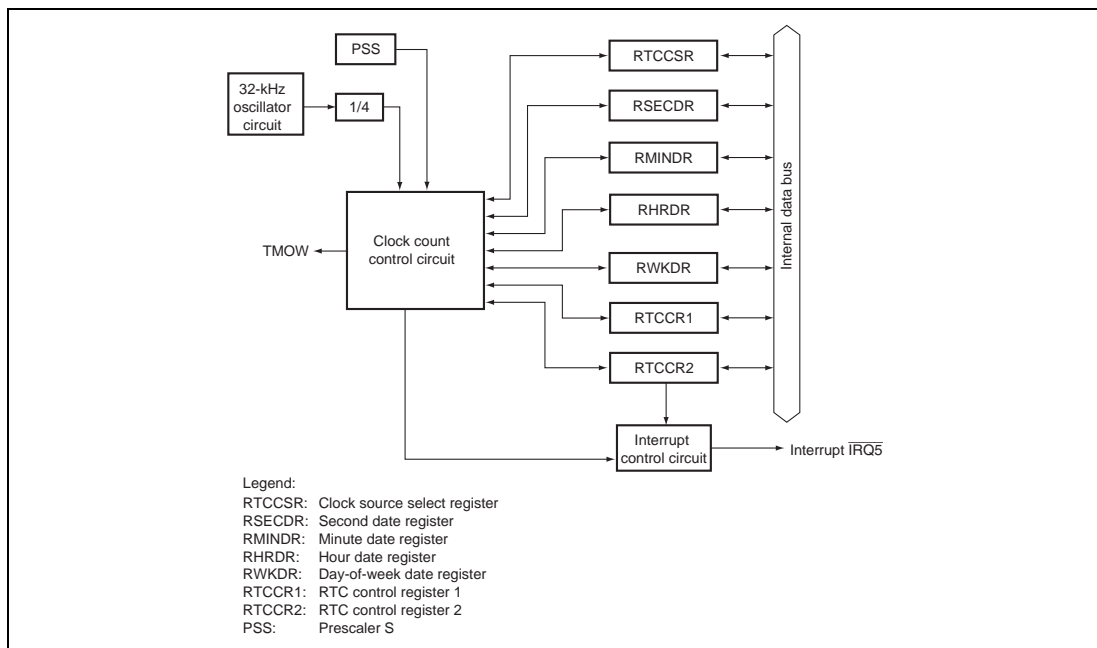 PSS
32-kHz
oscillator
circuit
1/4
Clock count
control circuit
TMOW
RTCCSR
RSECDR
RMINDR
RHRDR
RWKDR
RTCCR1
RTCCR2
Internal data bus
Interrupt
control circuit
Interrupt I̅R̅Q̅5̅
Legend:
RTCCSR: Clock source select register
RSECDR: Second date register
RMINDR: Minute date register
RHRDR: Hour date register
RWKDR: Day-of-week date register
RTCCR1: RTC control register 1
RTCCR2: RTC control register 2
PSS: Prescaler S